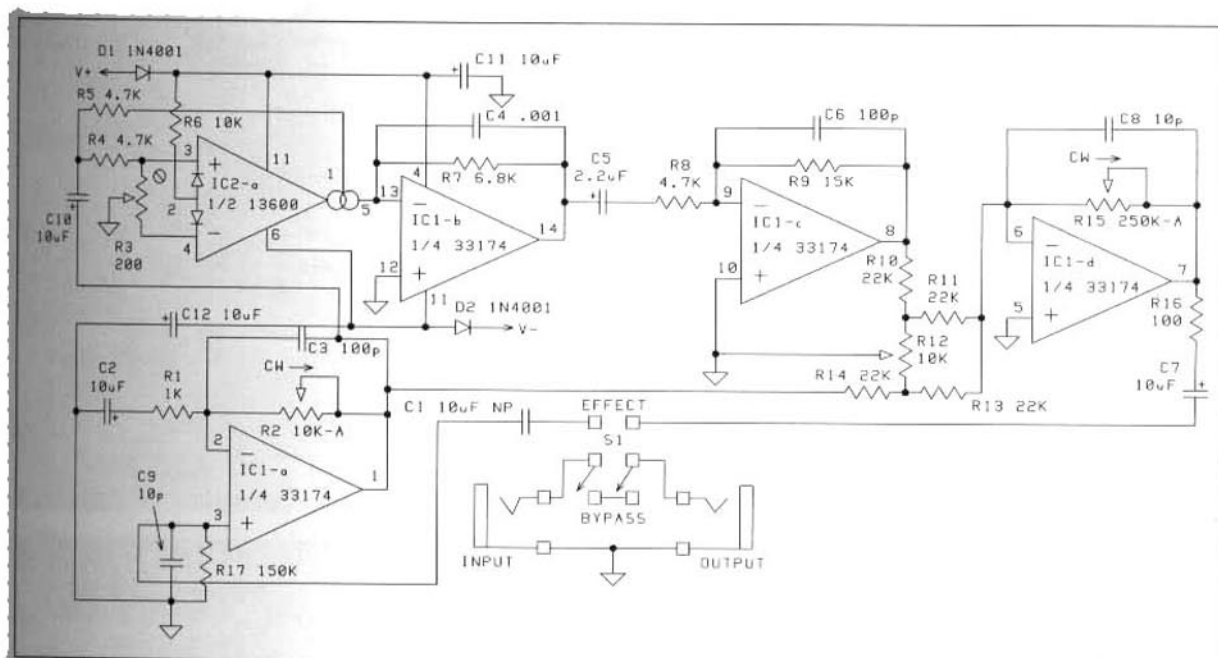 D1 1N4001
V+
C11 10uF
R5 4.7K
R6 10K
C4 .001
C6 100p
C8 10p
R4 4.7K
CW
3
+
11
1
R7 6.8K
C5
2.2uF
R8
4.7K
R9 15K
R15 250K-A
IC2-a
1/2 13600
2
4
-
6
5
13
-
4
IC1-b
1/4 33174
14
12
+
11
9
-
IC1-c
1/4 33174
8
10
+
6
-
IC1-d
1/4 33174
7
5
+
C10
10uF
R3
200
R10
22K
R11
22K
R16
100
C12 10uF
D2 1N4001
V-
C3 100p
R12
10K
C2
10uF
R1
1K
CW
R14 22K
R13 22K
C7
10uF
R2 10K-A
C1 10uF NP
EFFECT
S1
2
-
IC1-a
1/4 33174
1
3
+
C9
10p
BYPASS
R17 150K
INPUT
OUTPUT